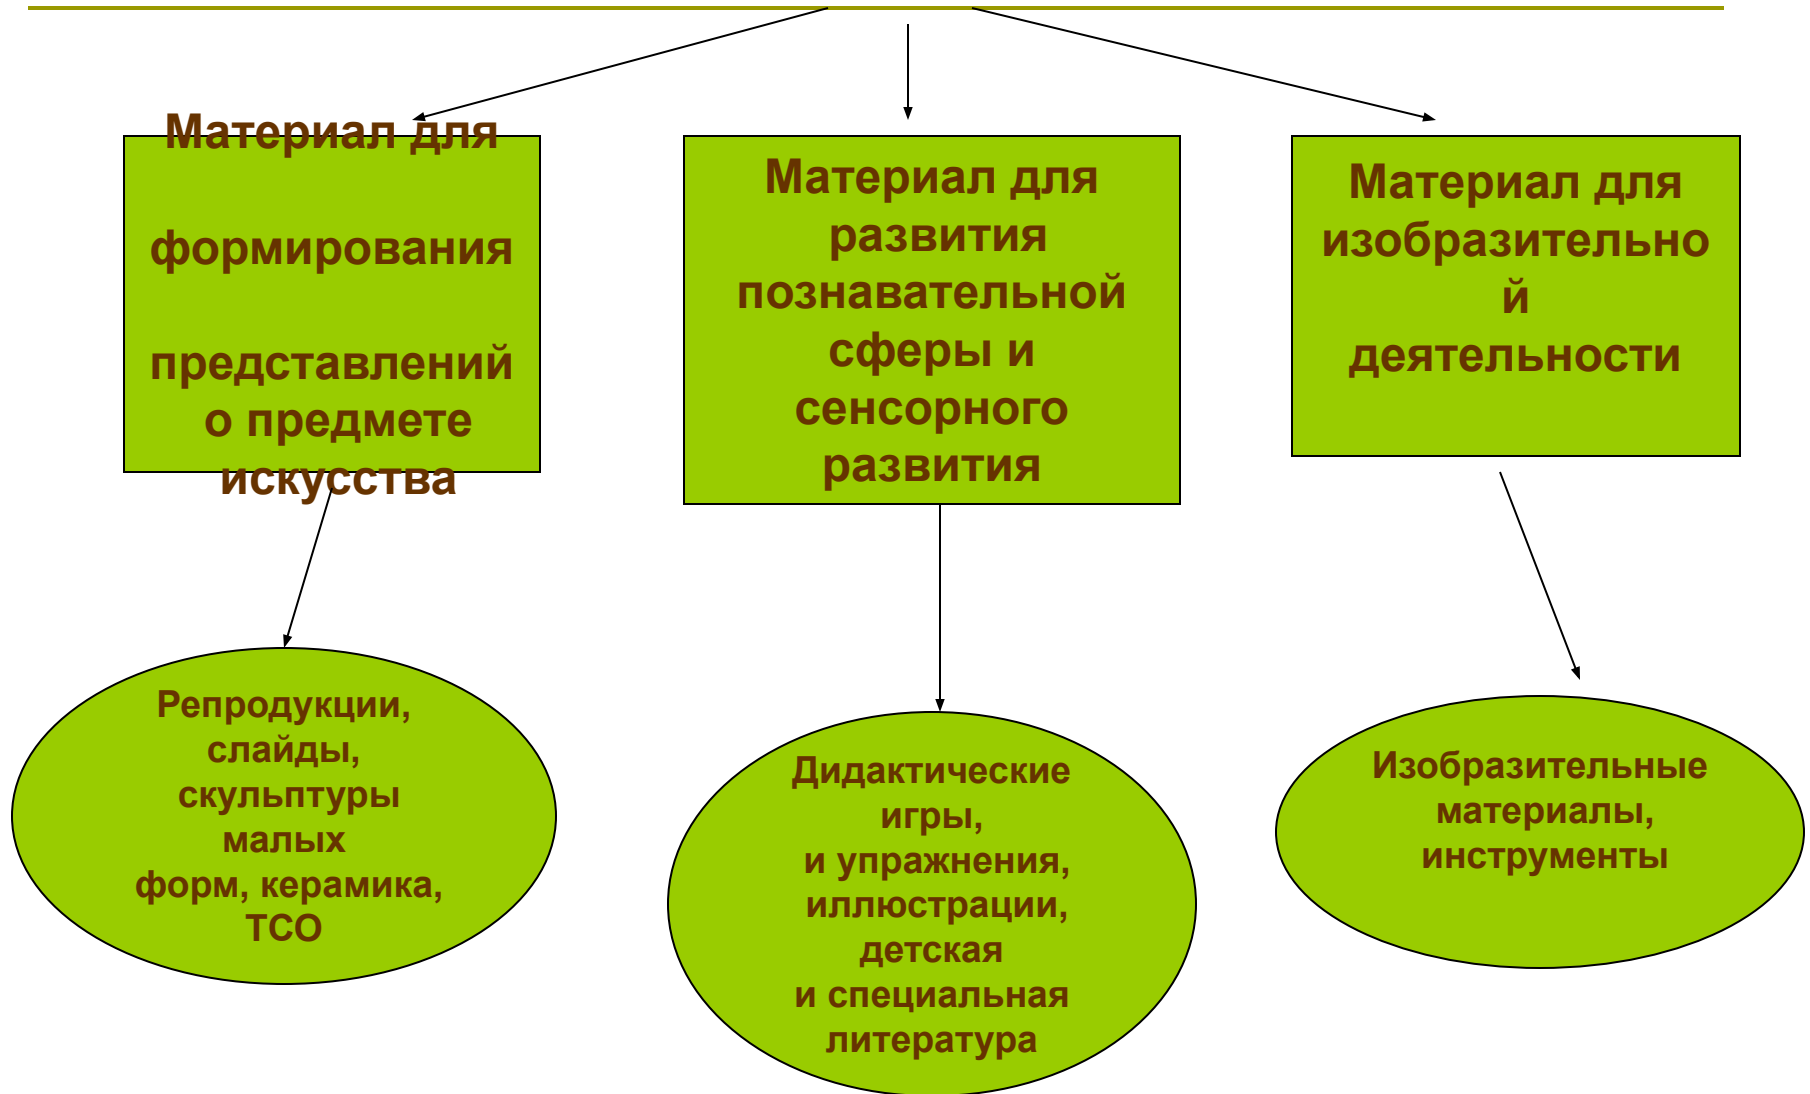 Материал для
формирования
представлений
о предмете
искусства
Материал для
развития
познавательной
сферы и
сенсорного
развития
Материал для
изобразительно
й
деятельности
Репродукции,
слайды,
скульптуры
малых
форм, керамика,
ТСО
Дидактические
игры,
и упражнения,
иллюстрации,
детская
и специальная
литература
Изобразительные
материалы,
инструменты